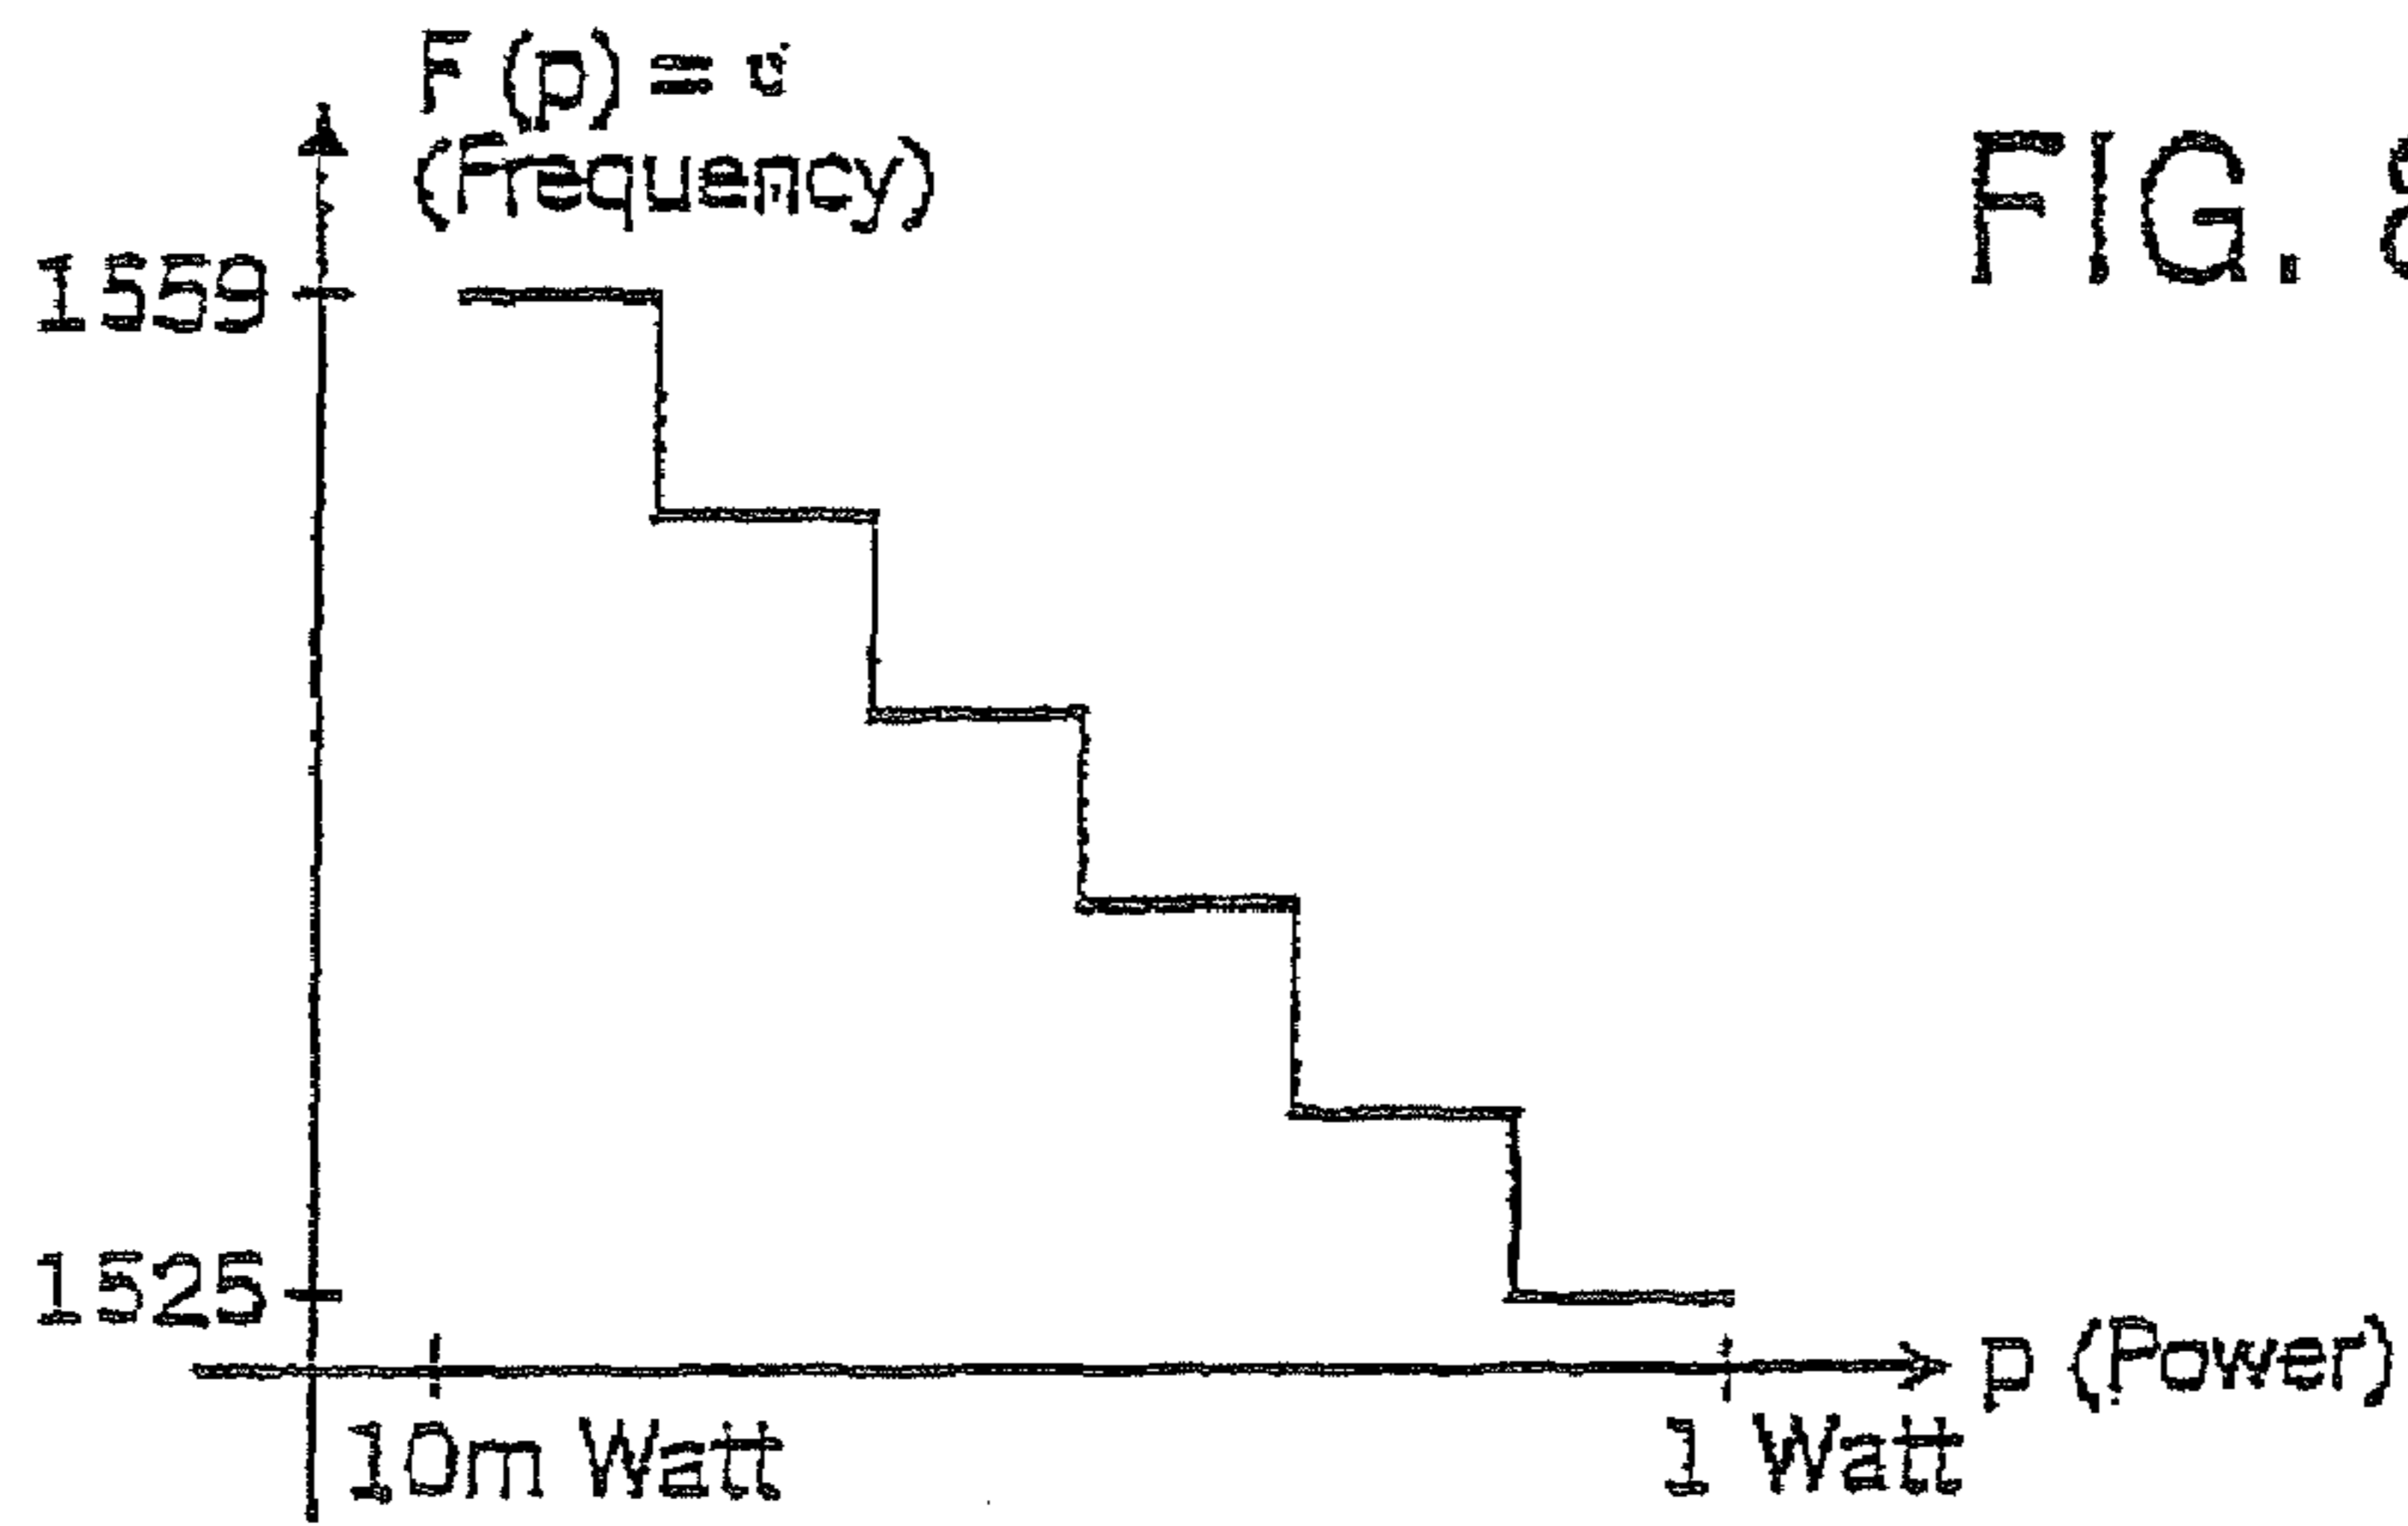 F (p) = v
(Frequency)
FIG. 8
1559
1525
p (Power)
10m Watt
1 Watt